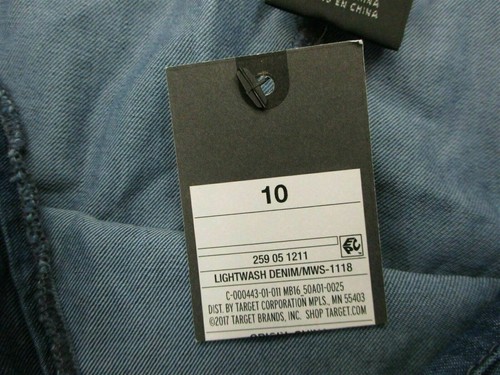 CHINA
10
259 05 1211
LIGHTWASH DENIM/MWS-1118
C-000443-01-011 MB16_50A01-0025
DIST. BY TARGET CORPORATION MPLS, MN 55403
©2017 TARGET BRANDS, INC. SHOP TARGET.COM